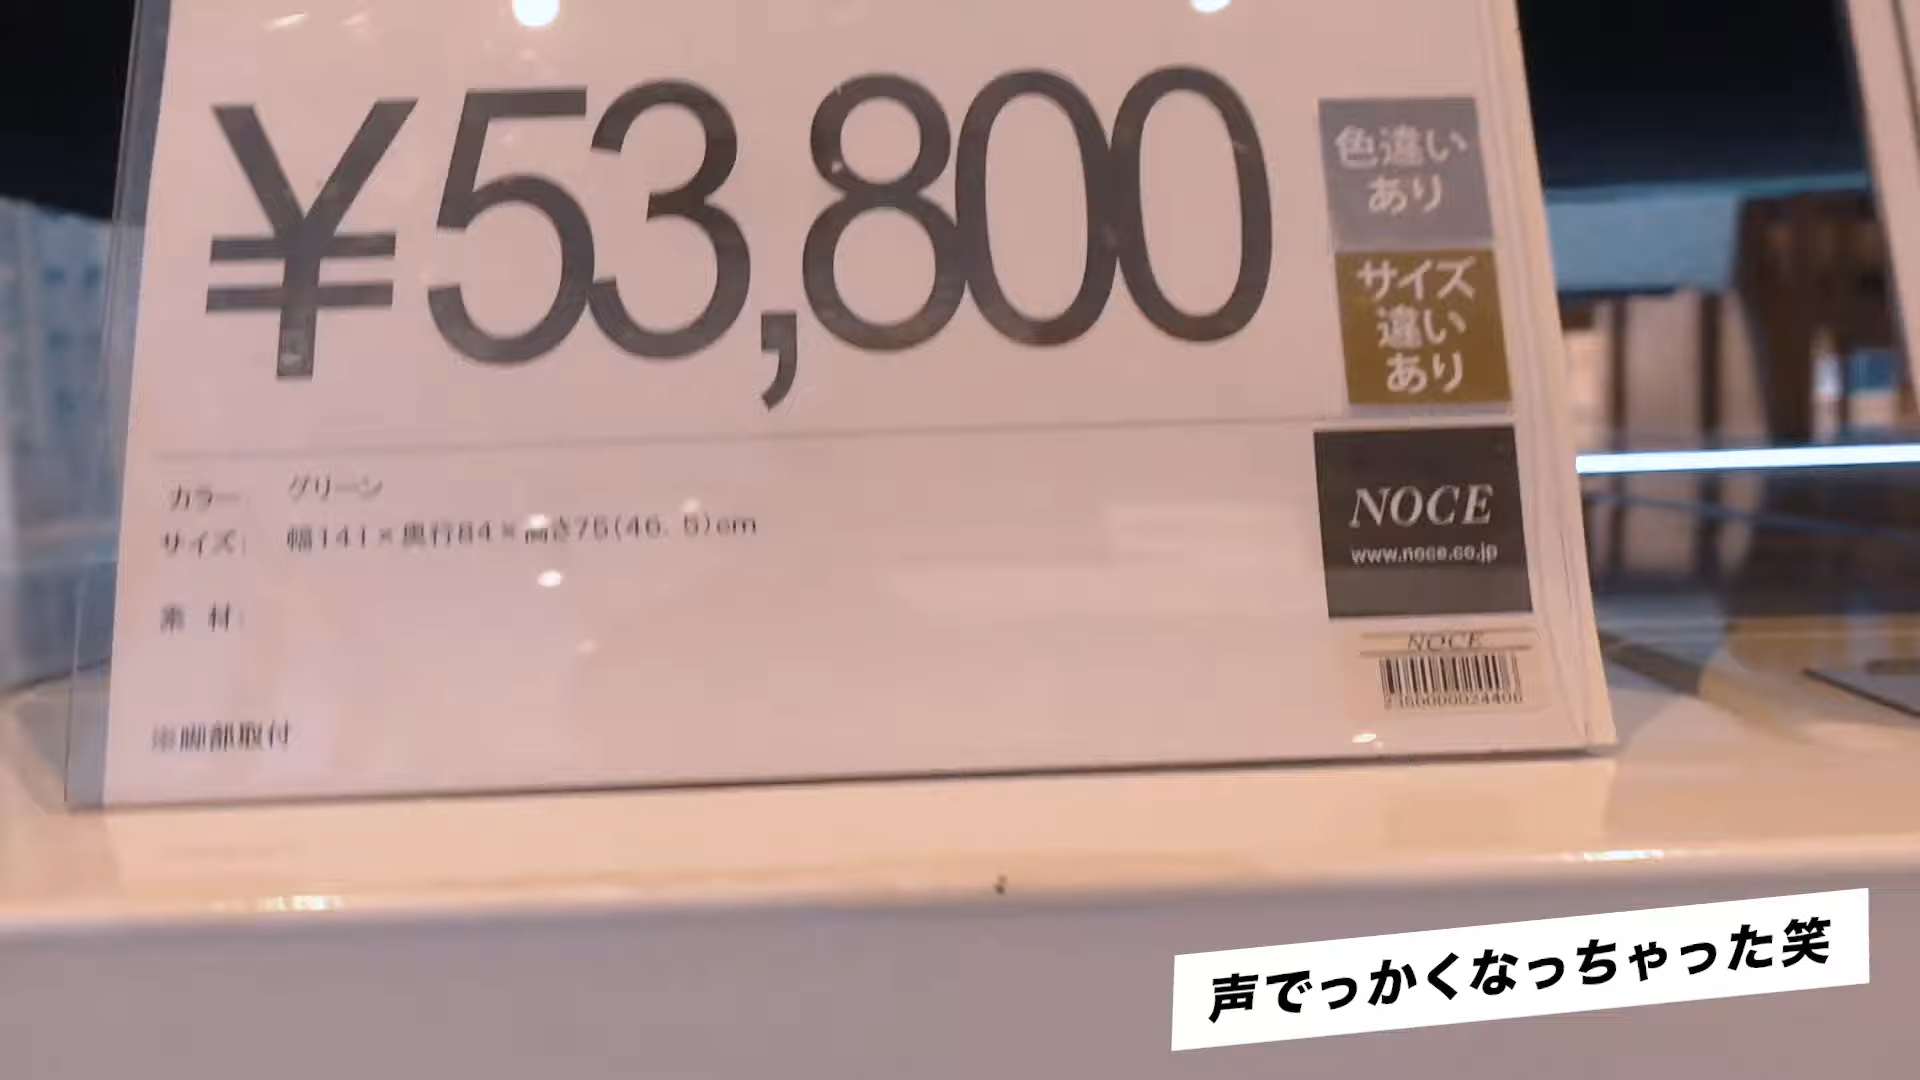 ¥53,800
色違い
あり
サイズ
違い
あり
カラー: グリーン
サイズ: 幅141×奥行84×高さ75(46.5)cm
素 材:
※脚部取付
NOCE
www.noce.co.jp
NOCE
声でっかくなっちゃった笑